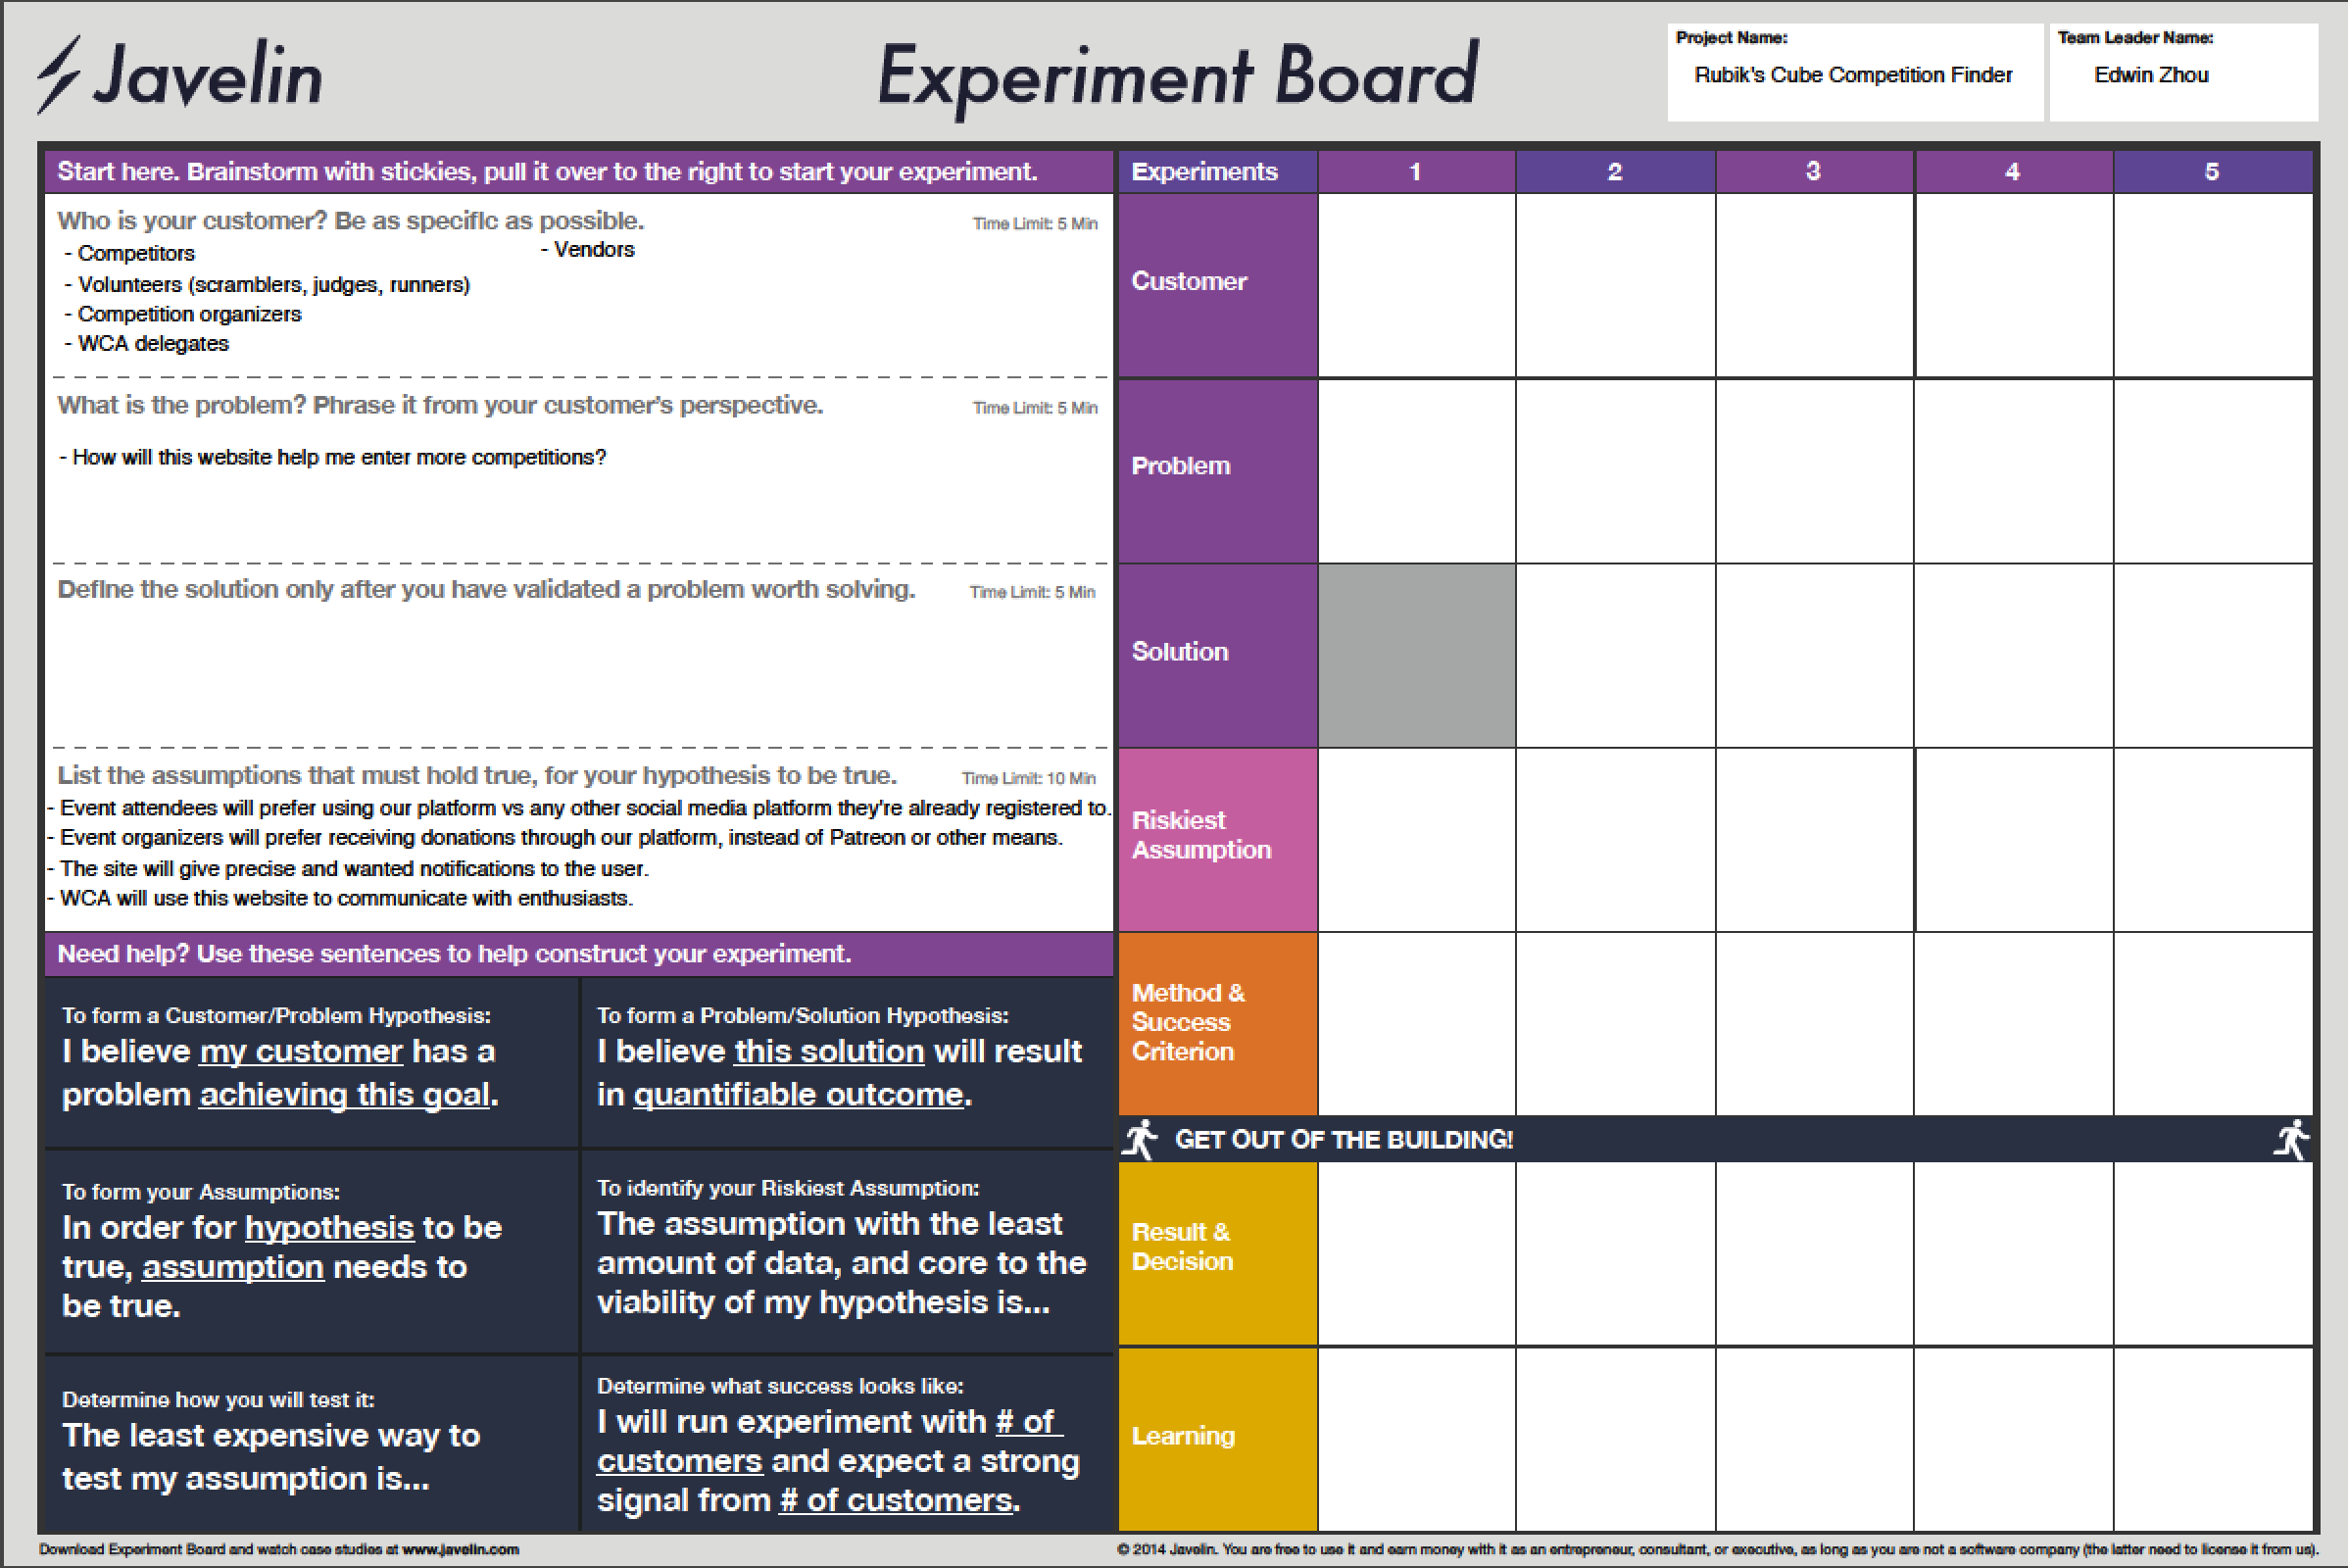 Javelin
Experiment Board
Project Name:
Rubik's Cube Competition Finder
Team Leader Name:
Edwin Zhou
Start here. Brainstorm with stickies, pull it over to the right to start your experiment.
Who is your customer? Be as specific as possible.
Time Limit: 5 Min
- Competitors
- Vendors
- Volunteers (scramblers, judges, runners)
- Competition organizers
- WCA delegates
What is the problem? Phrase it from your customer's perspective.
Time Limit: 5 Min
- How will this website help me enter more competitions?
Define the solution only after you have validated a problem worth solving.
Time Limit: 5 Min
List the assumptions that must hold true, for your hypothesis to be true.
Time Limit: 10 Min
- Event attendees will prefer using our platform vs any other social media platform they're already registered to.
- Event organizers will prefer receiving donations through our platform, instead of Patreon or other means.
- The site will give precise and wanted notifications to the user.
- WCA will use this website to communicate with enthusiasts.
Need help? Use these sentences to help construct your experiment.
To form a Customer/Problem Hypothesis:
I believe my customer has a
problem achieving this goal.
To form a Problem/Solution Hypothesis:
I believe this solution will result
in quantifiable outcome.
To form your Assumptions:
In order for hypothesis to be
true, assumption needs to
be true.
To identify your Riskiest Assumption:
The assumption with the least
amount of data, and core to the
viability of my hypothesis is...
Determine how you will test it:
The least expensive way to
test my assumption is...
Determine what success looks like:
I will run experiment with # of
customers and expect a strong
signal from # of customers.
Experiments
1
2
3
4
5
Customer
Problem
Solution
Riskiest
Assumption
Method &
Success
Criterion
GET OUT OF THE BUILDING!
Result &
Decision
Learning
Download Experiment Board and watch case studies at www.javelin.com
© 2014 Javelin. You are free to use it and earn money with it as an entrepreneur, consultant, or executive, as long as you are not a software company (the latter need to license it from us).